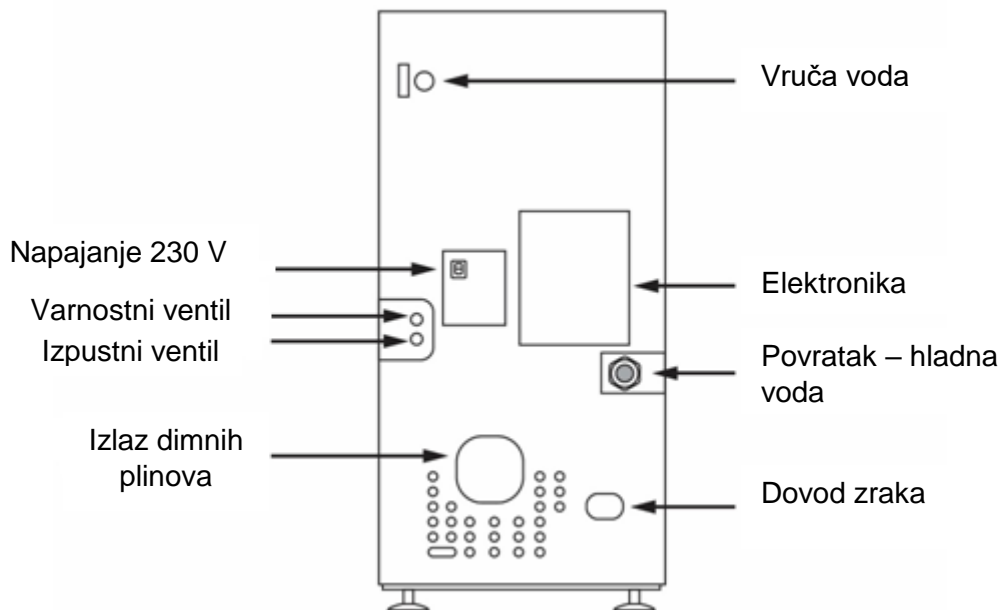 Vruča voda
Napajanje 230 V
Elektronika
Varnostni ventil
Izpustni ventil
Povratak – hladna
voda
Izlaz dimnih
plinova
Dovod zraka